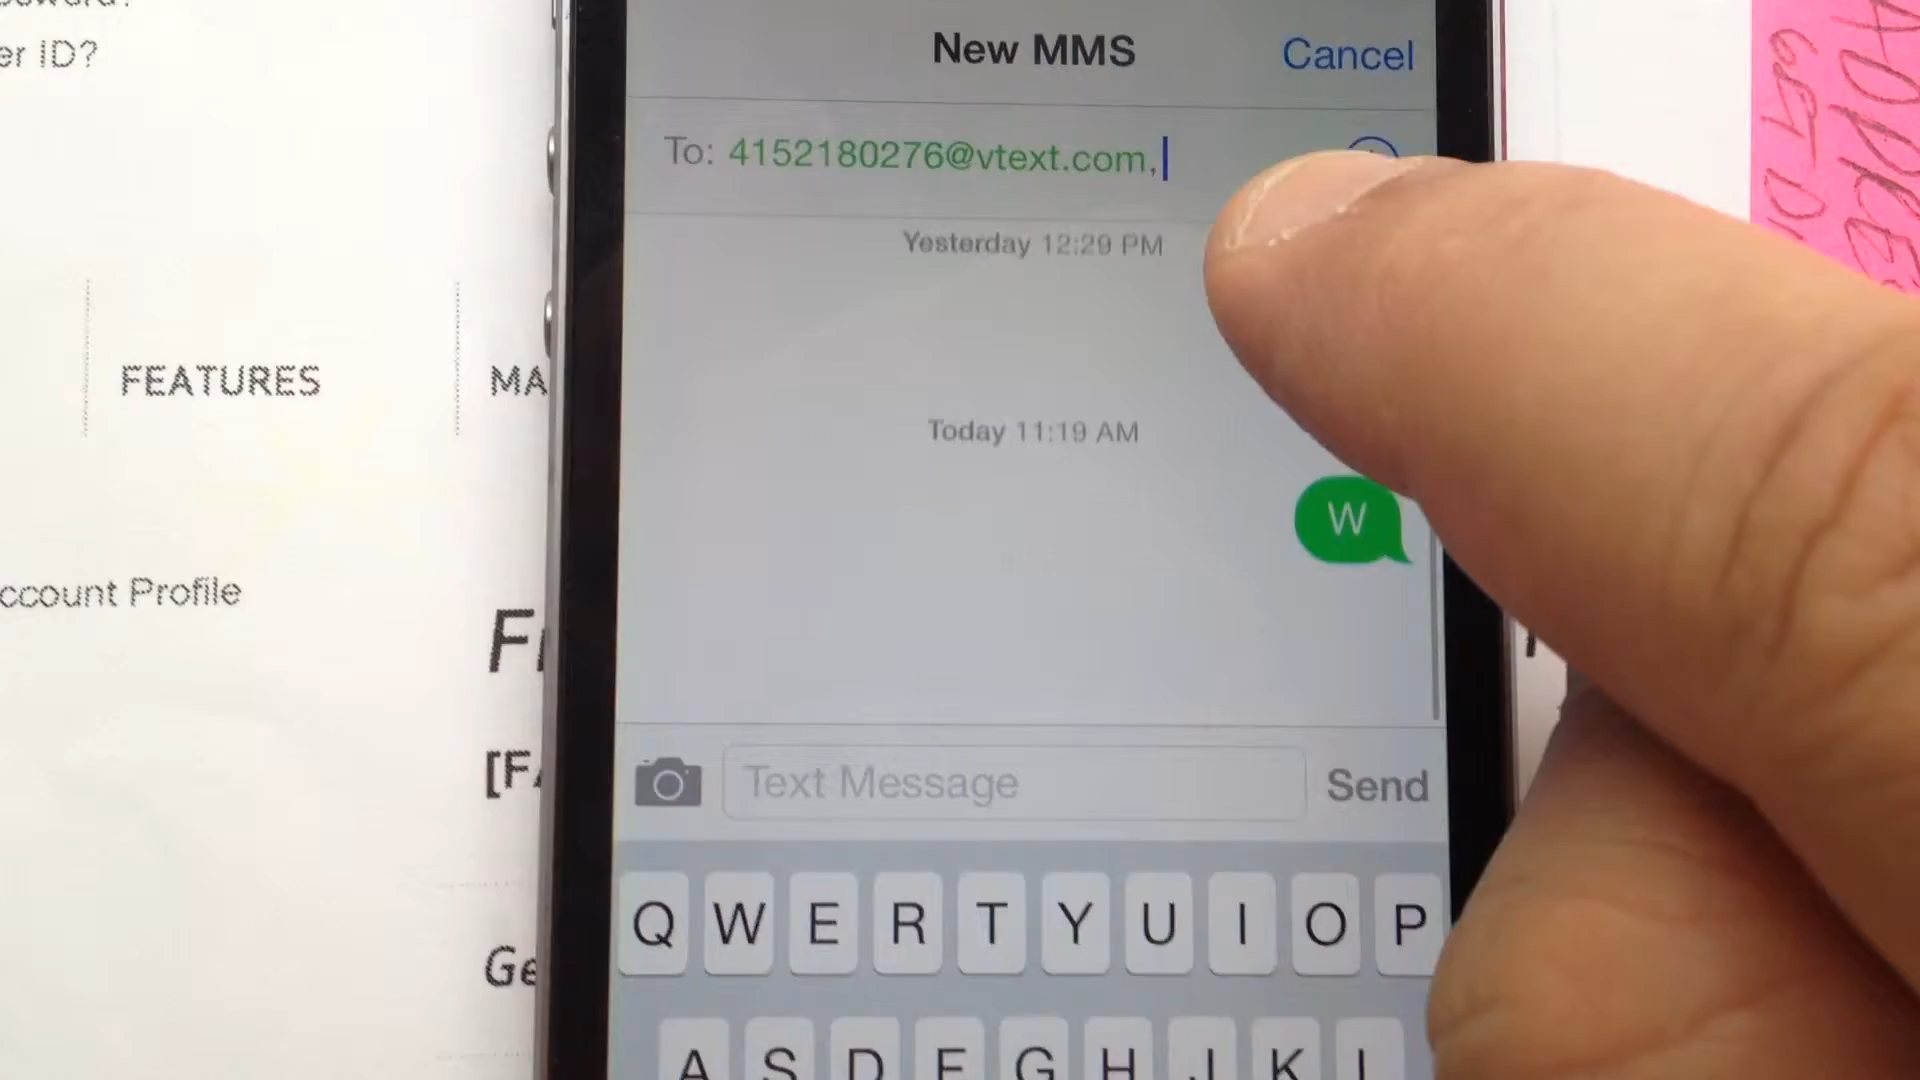 er ID?
FEATURES
MA
ccount Profile
[F
Ge
New MMS
Cancel
To: 4152180276@vtext.com,
Yesterday 12:29 PM
Today 11:19 AM
W
Text Message
Send
Q W E R T Y U I O P
A S D F G H J K L